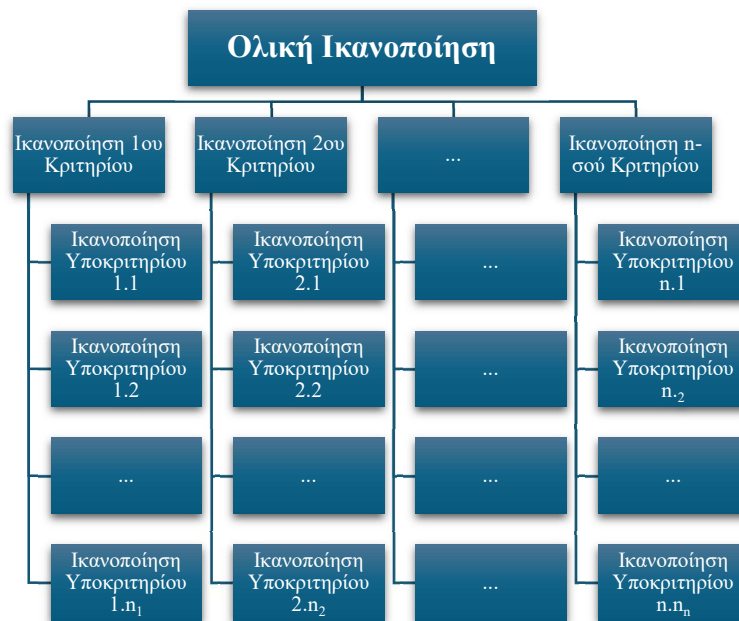 Ολική Ικανοποίηση
Ικανοποίηση 1ου
Κριτηρίου
Ικανοποίηση 2ου
Κριτηρίου
...
Ικανοποίηση n-
σού Κριτηρίου
Ικανοποίηση
Υποκριτηρίου
1.1
Ικανοποίηση
Υποκριτηρίου
2.1
...
Ικανοποίηση
Υποκριτηρίου
n.1
Ικανοποίηση
Υποκριτηρίου
1.2
Ικανοποίηση
Υποκριτηρίου
2.2
...
Ικανοποίηση
Υποκριτηρίου
n.₂
...
...
...
...
Ικανοποίηση
Υποκριτηρίου
1.n₁
Ικανοποίηση
Υποκριτηρίου
2.n₂
...
Ικανοποίηση
Υποκριτηρίου
n.nₙ